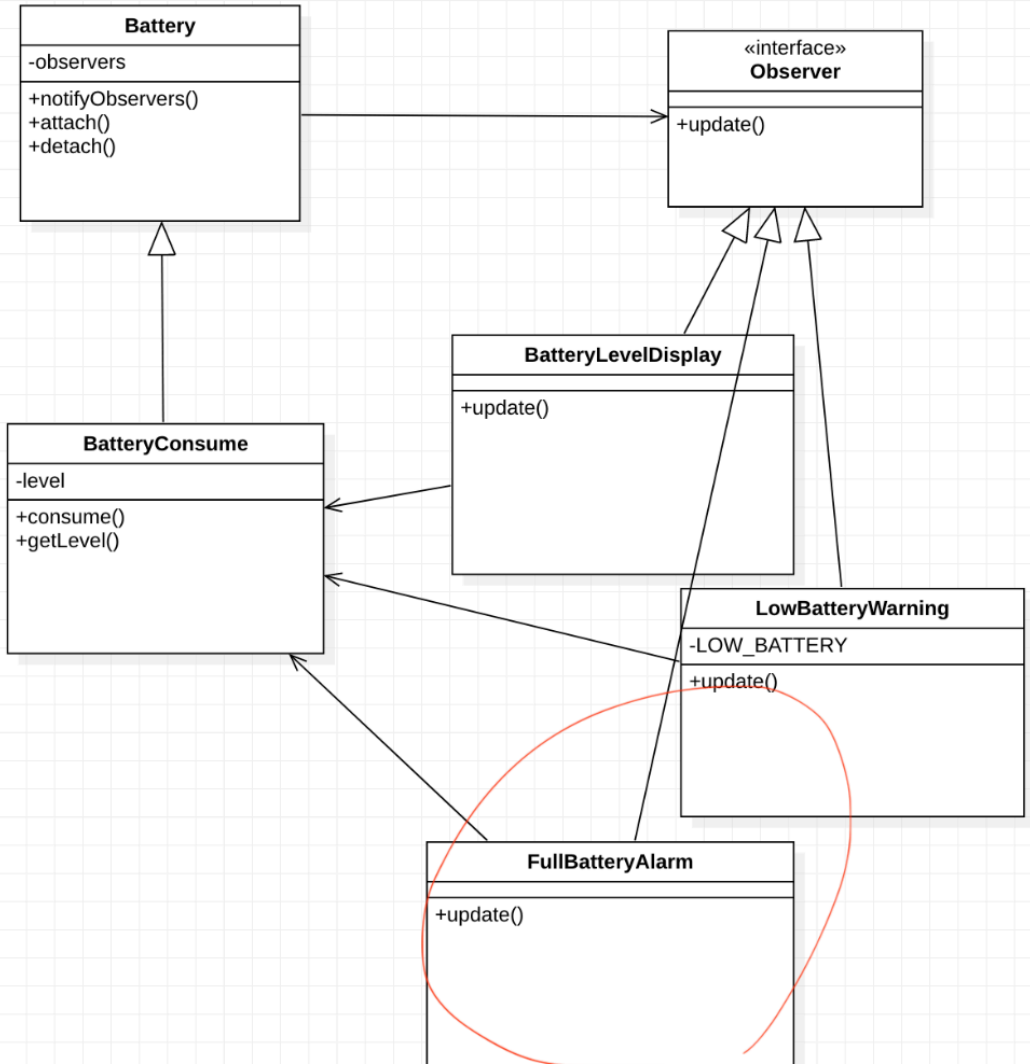 Battery
-observers
+notifyObservers()
+attach()
+detach()
«interface»
Observer
+update()
BatteryLevelDisplay
+update()
BatteryConsume
-level
+consume()
+getLevel()
LowBatteryWarning
-LOW_BATTERY
+update()
FullBatteryAlarm
+update()